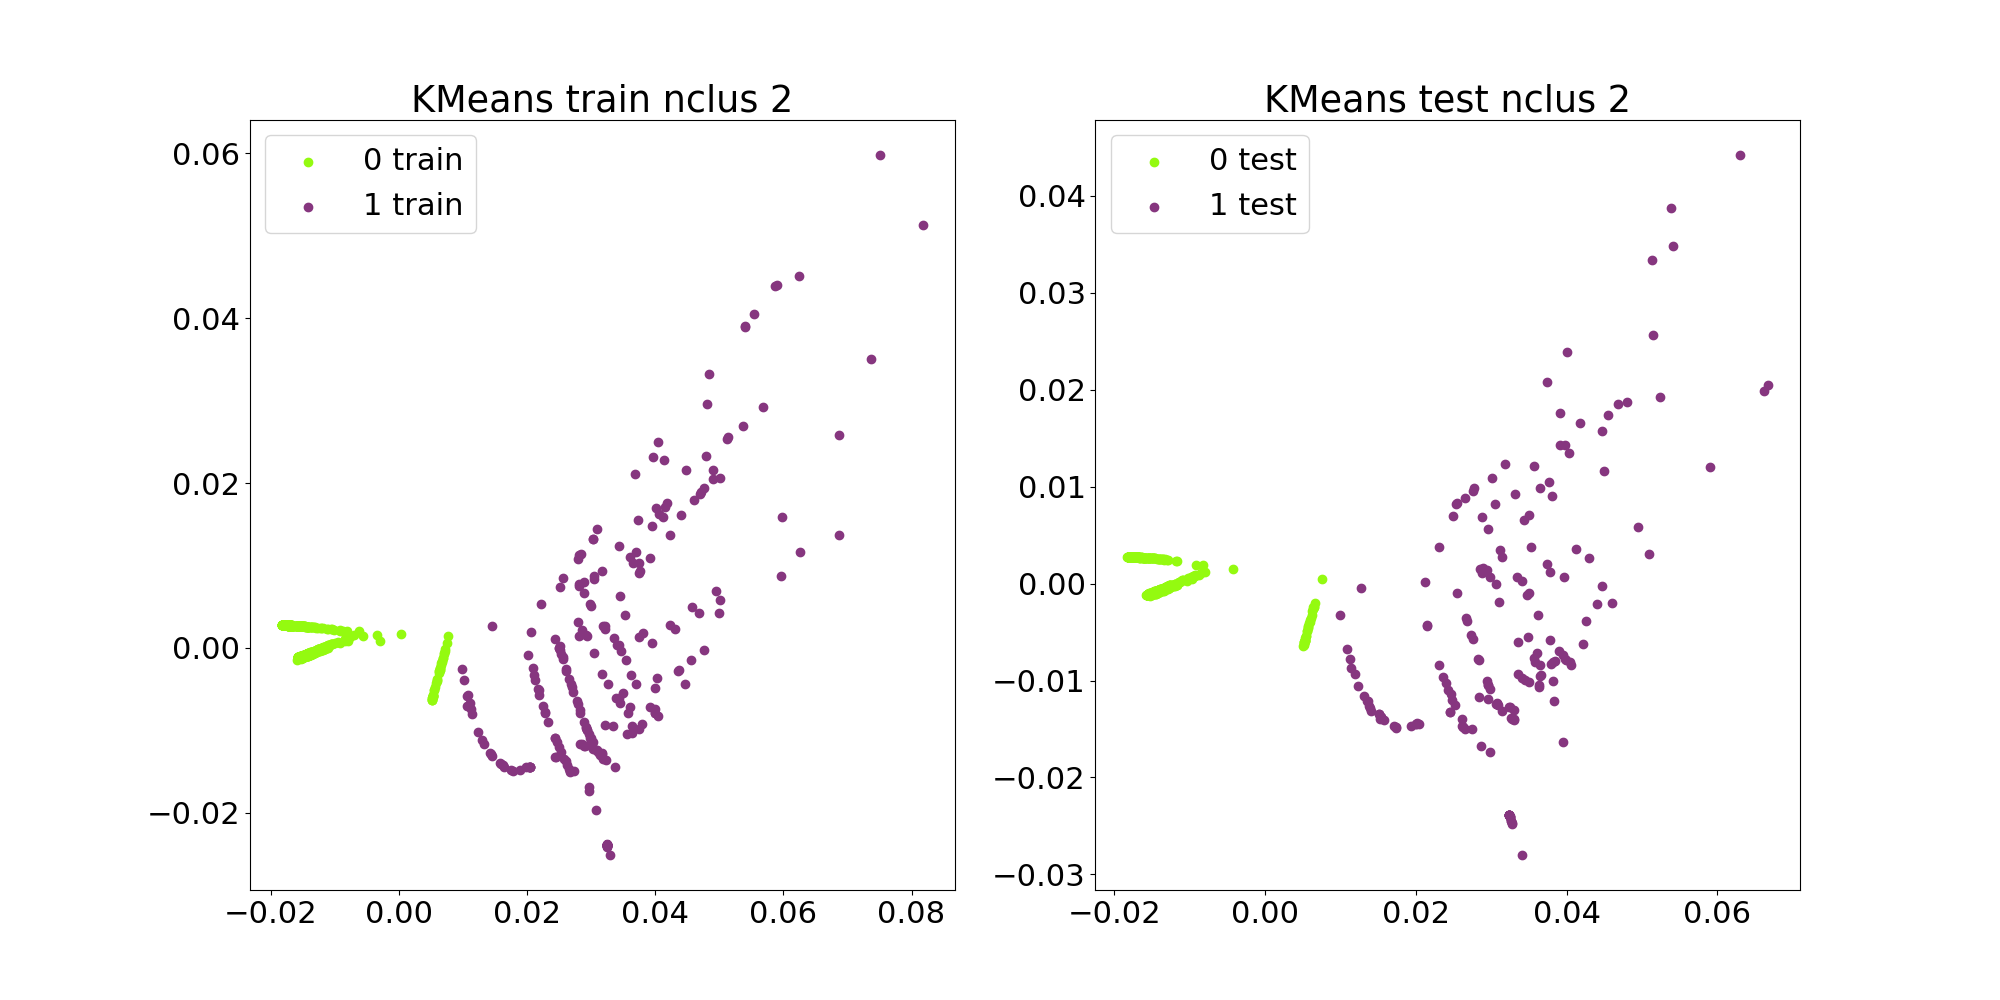 KMeans train nclus 2
0 train
1 train
0.06
0.04
0.02
0.00
−0.02
−0.02 0.00 0.02 0.04 0.06 0.08
KMeans test nclus 2
0 test
1 test
0.04
0.03
0.02
0.01
0.00
−0.01
−0.02
−0.03
−0.02 0.00 0.02 0.04 0.06